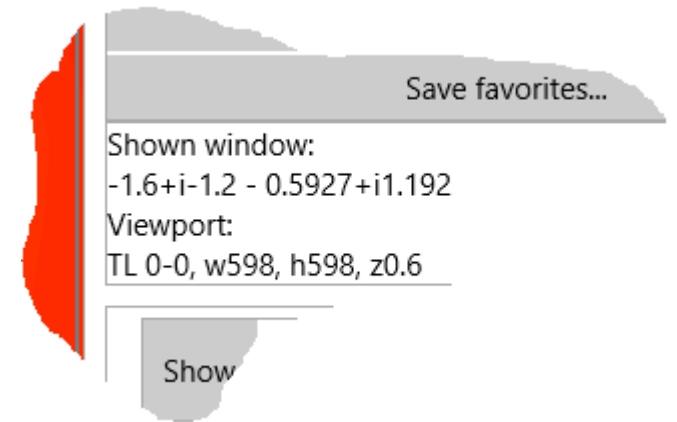 Save favorites...
Shown window:
-1.6+i-1.2 - 0.5927+i1.192
Viewport:
TL 0-0, w598, h598, z0.6
Show